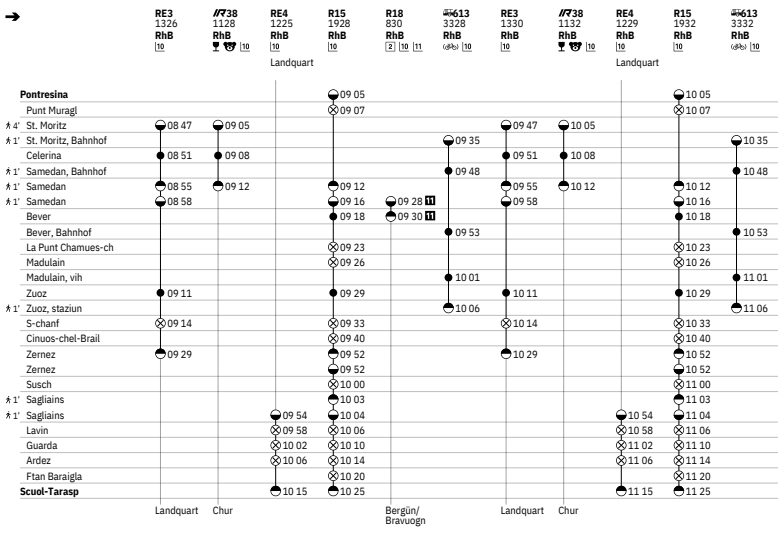 RE3 IR38 RE4 R15 R18 613 RE3 IR38 RE4 R15 613
1326 1128 1225 1928 830 3328 1330 1132 1229 1932 3332
RhB RhB RhB RhB RhB RhB RhB RhB RhB RhB RhB
10 10 10 10 2 10 11 10 10 10 10 10 10
Landquart Landquart
Pontresina 09 05 10 05
Punt Muragl 09 07 10 07
4' St. Moritz 08 47 09 05 09 47 10 05
1' St. Moritz, Bahnhof 09 35 10 35
Celerina 08 51 09 08 09 51 10 08
1' Samedan, Bahnhof 09 48 10 48
1' Samedan 08 55 09 12 09 12 09 55 10 12 10 12
1' Samedan 08 58 09 16 09 28 11 09 58 10 16
Bever 09 18 09 30 11 10 18
Bever, Bahnhof 09 53 10 53
La Punt Chamues-ch 09 23 10 23
Madulain 09 26 10 26
Madulain, vih 10 01 11 01
Zuoz 09 11 09 29 10 11 10 29
1' Zuoz, staziun 10 06 11 06
S-chanf 09 14 09 33 10 14 10 33
Cinuos-chel-Brail 09 40 10 40
Zernez 09 29 09 52 10 29 10 52
Zernez 09 52 10 52
Susch 10 00 11 00
1' Sagliains 10 03 11 03
1' Sagliains 09 54 10 04 10 54 11 04
Lavin 09 58 10 06 10 58 11 06
Guarda 10 02 10 10 11 02 11 10
Ardez 10 06 10 14 11 06 11 14
Ftan Baraigla 10 20 11 20
Scuol-Tarasp 10 15 10 25 11 15 11 25
Landquart Chur Bergün/ Landquart Chur
Bravuogn